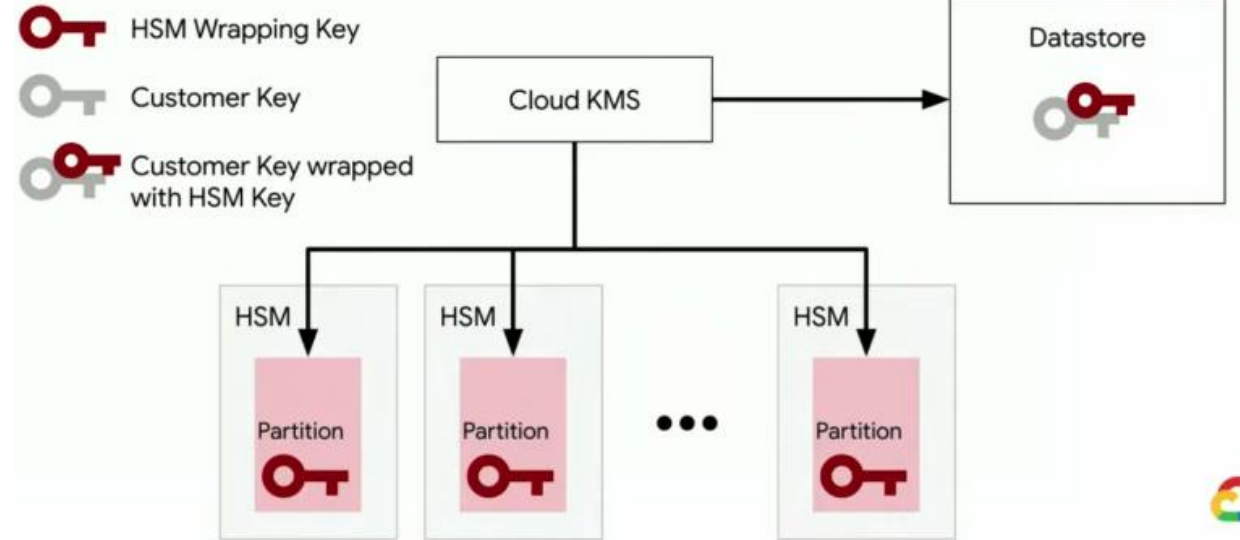 HSM Wrapping Key
Customer Key
Customer Key wrapped
with HSM Key
Cloud KMS
Datastore
HSM
HSM
HSM
Partition
Partition
Partition